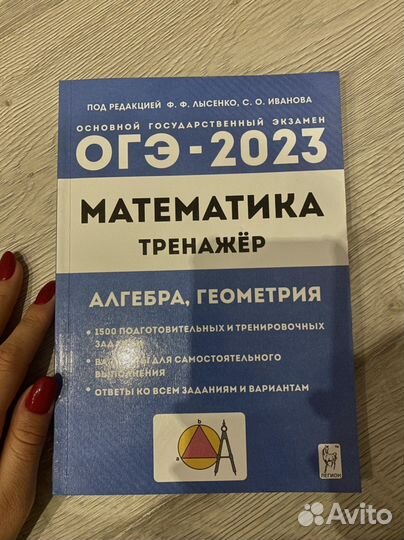 ПОД РЕДАКЦИЕЙ Ф. Ф. ЛЫСЕНКО, С. О. ИВАНОВА
ОСНОВНОЙ ГОСУДАРСТВЕННЫЙ ЭКЗАМЕН
ОГЭ - 2023
МАТЕМАТИКА
ТРЕНАЖЁР
АЛГЕБРА, ГЕОМЕТРИЯ
• 1500 ПОДГОТОВИТЕЛЬНЫХ И ТРЕНИРОВОЧНЫХ
• ДЛЯ САМОСТОЯТЕЛЬНОГО
ВЫПОЛНЕНИЯ
• ОТВЕТЫ КО ВСЕМ ЗАДАНИЯМ И ВАРИАНТАМ
в
a
ЛЕГИОН
Avito